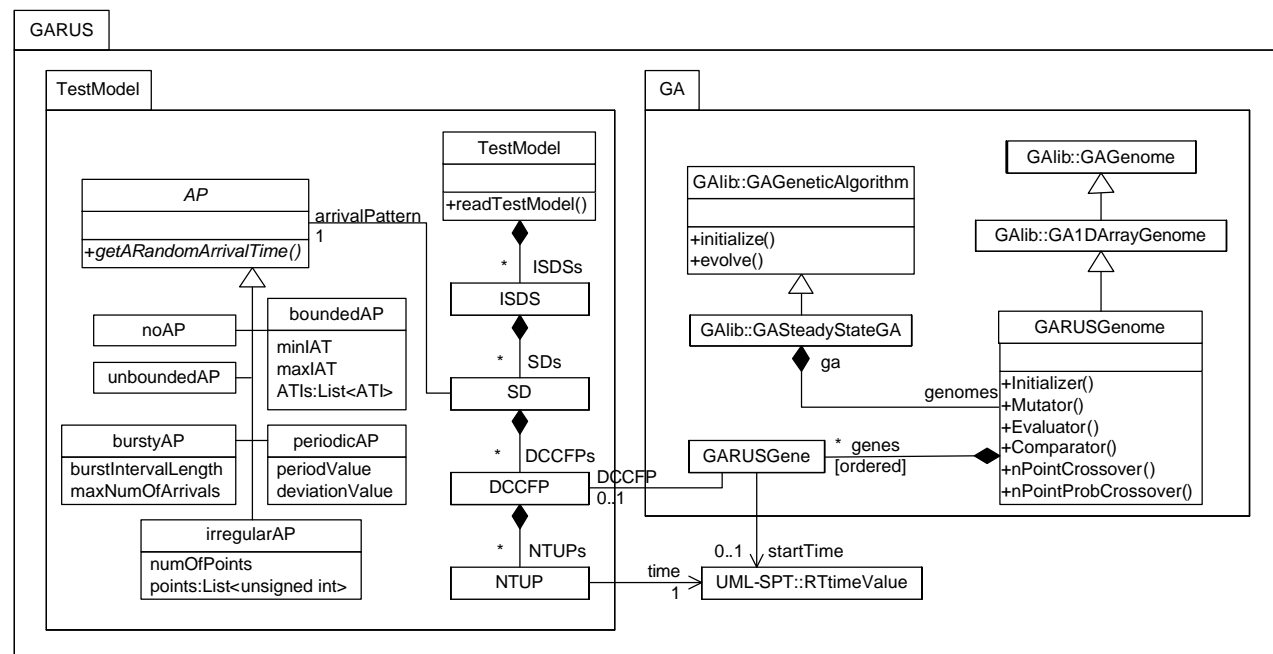 GARUS
TestModel
GA
TestModel
+readTestModel()
AP
+getARandomArrivalTime()
arrivalPattern
1
* ISDSs
ISDS
* SDs
SD
* DCCFPs
DCCFP
* NTUPs
NTUP
noAP
unboundedAP
boundedAP
minIAT
maxIAT
ATIs:List<ATI>
burstyAP
burstIntervalLength
maxNumOfArrivals
periodicAP
periodValue
deviationValue
irregularAP
numOfPoints
points:List<unsigned int>
GAlib::GAGeneticAlgorithm
+initialize()
+evolve()
GAlib::GASteadyStateGA
ga
genomes
GAlib::GAGenome
GAlib::GA1DArrayGenome
GARUSGenome
+Initializer()
+Mutator()
+Evaluator()
+Comparator()
+nPointCrossover()
+nPointProbCrossover()
GARUSGene
* genes
[ordered]
DCCFP
0..1
0..1 startTime
time
1
UML-SPT::RTtimeValue